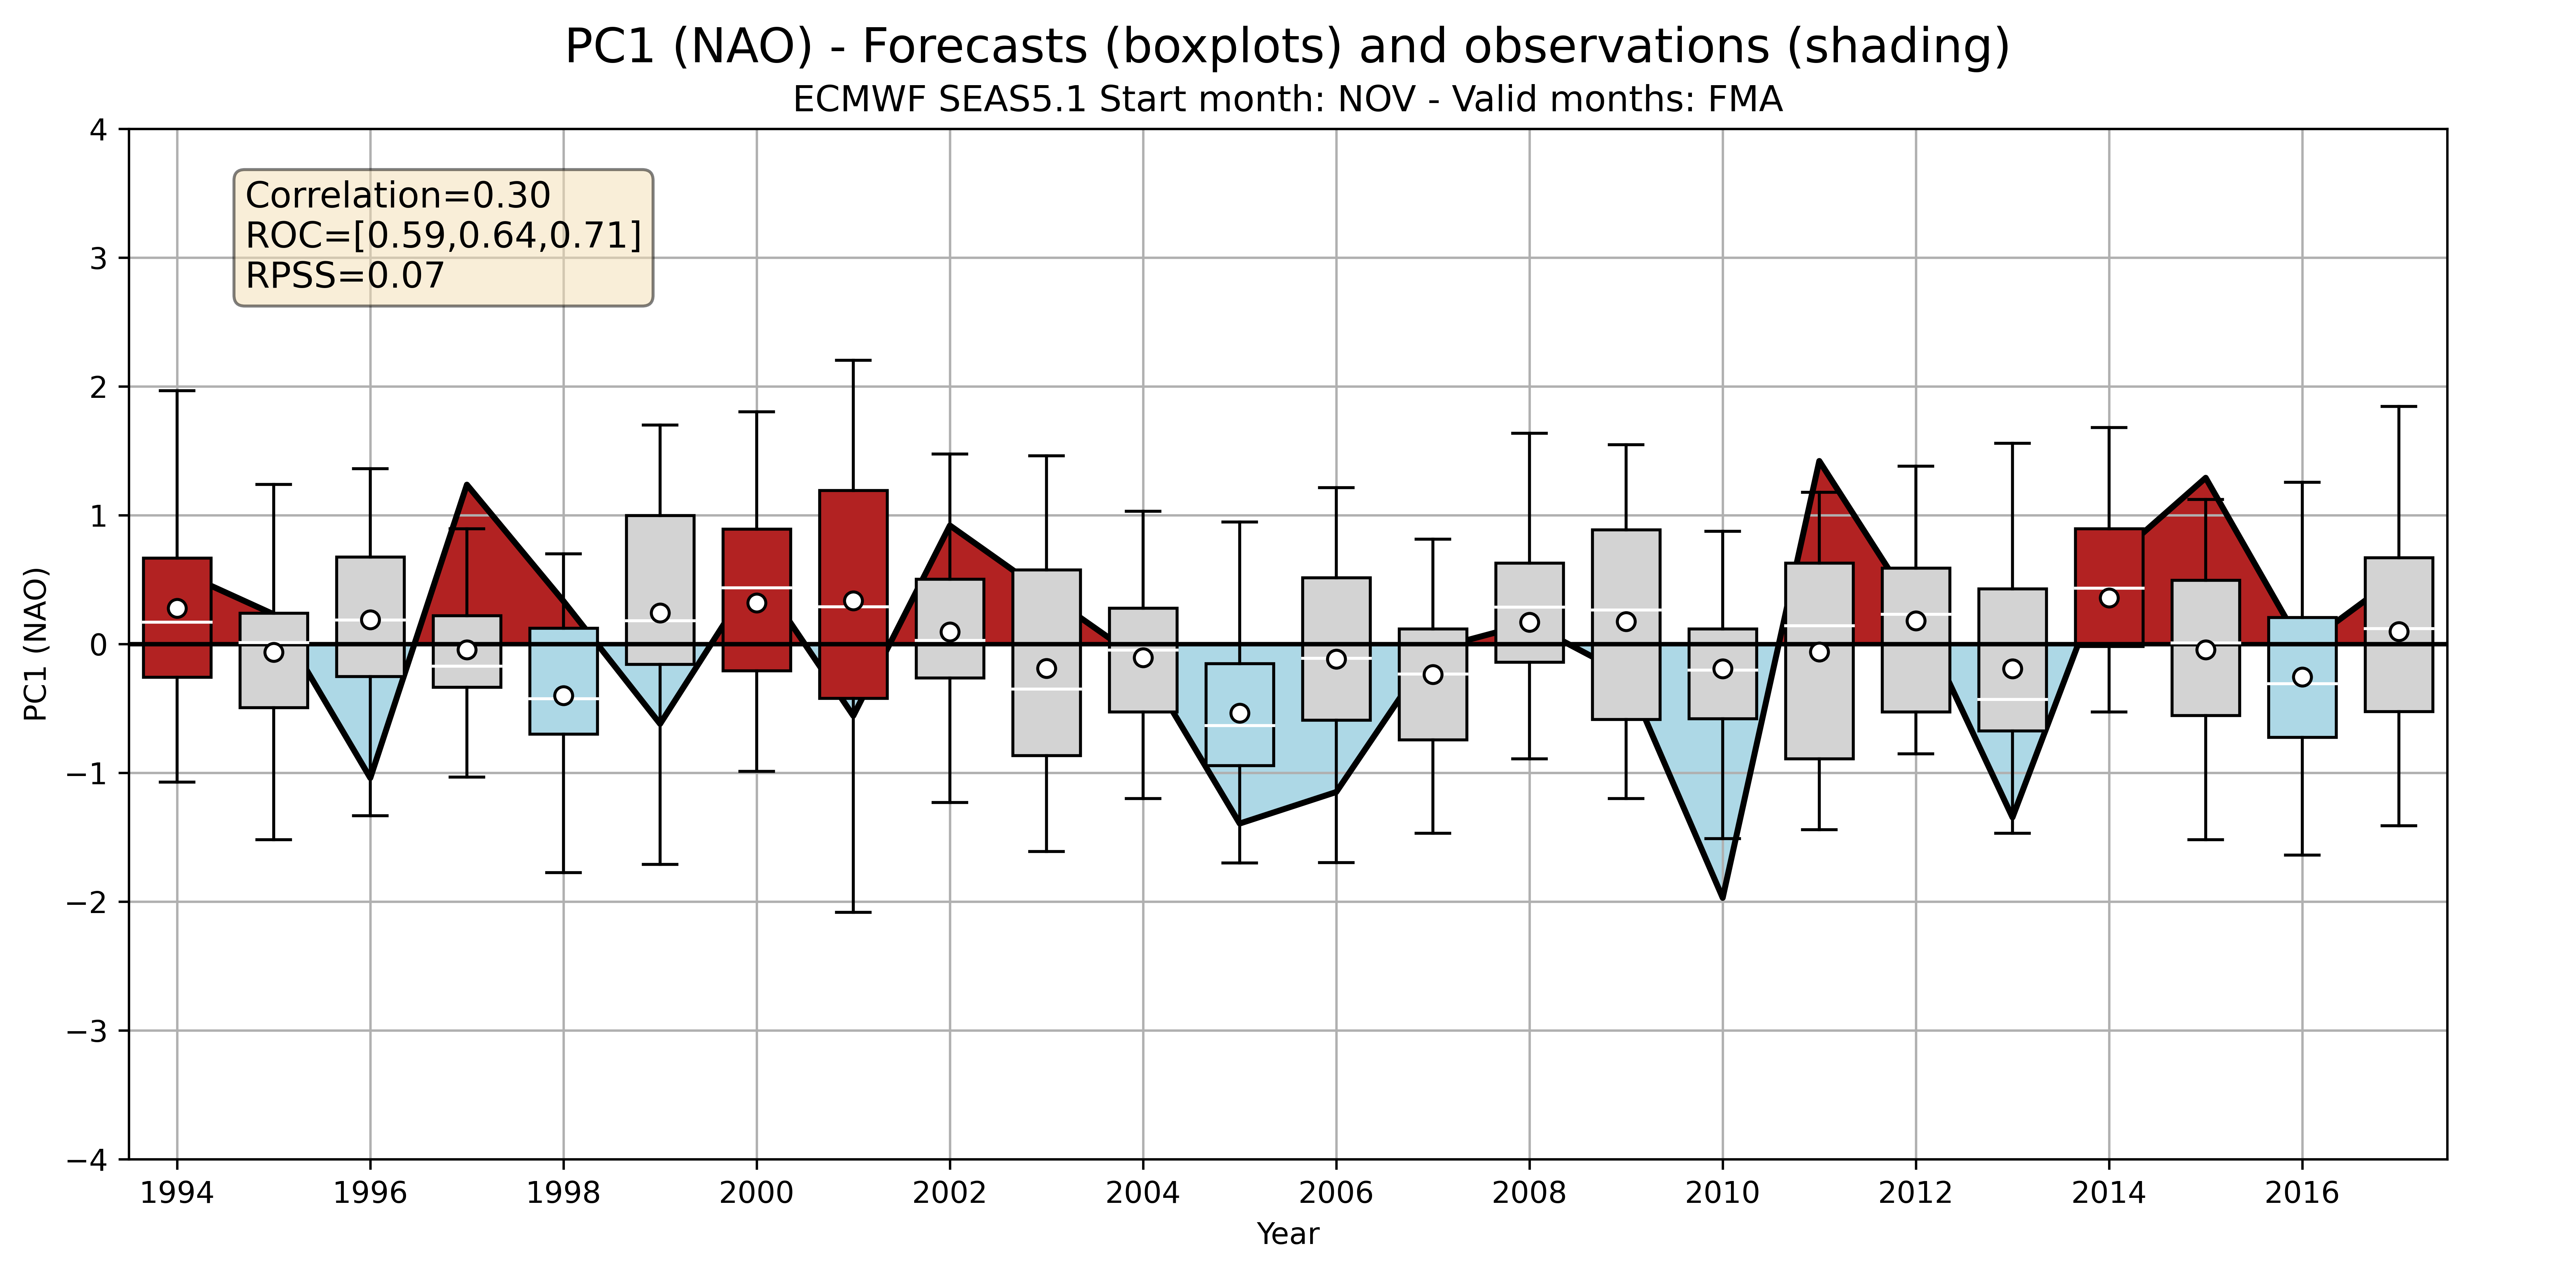 PC1 (NAO) - Forecasts (boxplots) and observations (shading)
ECMWF SEAS5.1 Start month: NOV - Valid months: FMA
Correlation=0.30
ROC=[0.59,0.64,0.71]
RPSS=0.07
PC1 (NAO)
4
3
2
1
0
−1
−2
−3
−4
1994 1996 1998 2000 2002 2004 2006 2008 2010 2012 2014 2016
Year